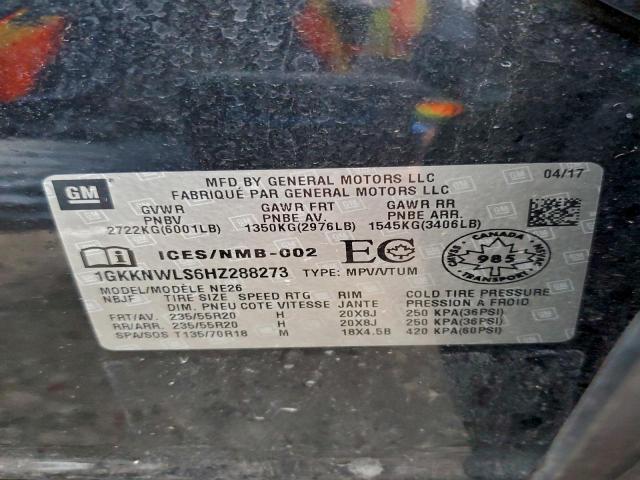 GM
MFD BY GENERAL MOTORS LLC 04/17
FABRIQUÉ PAR GENERAL MOTORS LLC
GVWR GAWR FRT GAWR RR
PNBV PNBE AV. PNBE ARR.
2722KG(6001LB) 1350KG(2976LB) 1545KG(3406LB)
ICES/NMB-002 EC CANADA 985 TRANSPORT
1GKKNWLS6HZ288273 TYPE: MPV/VTUM
MODEL/MODÈLE NE26
NBJF TIRE SIZE SPEED RTG RIM COLD TIRE PRESSURE
DIM. PNEU COTE VITESSE JANTE PRESSION A FROID
FRT/AV. 235/55R20 H 20X8J 250 KPA(36PSI)
RR/ARR. 235/55R20 H 20X8J 250 KPA(36PSI)
SPA/SOS T135/70R18 M 18X4.5B 420 KPA(60PSI)